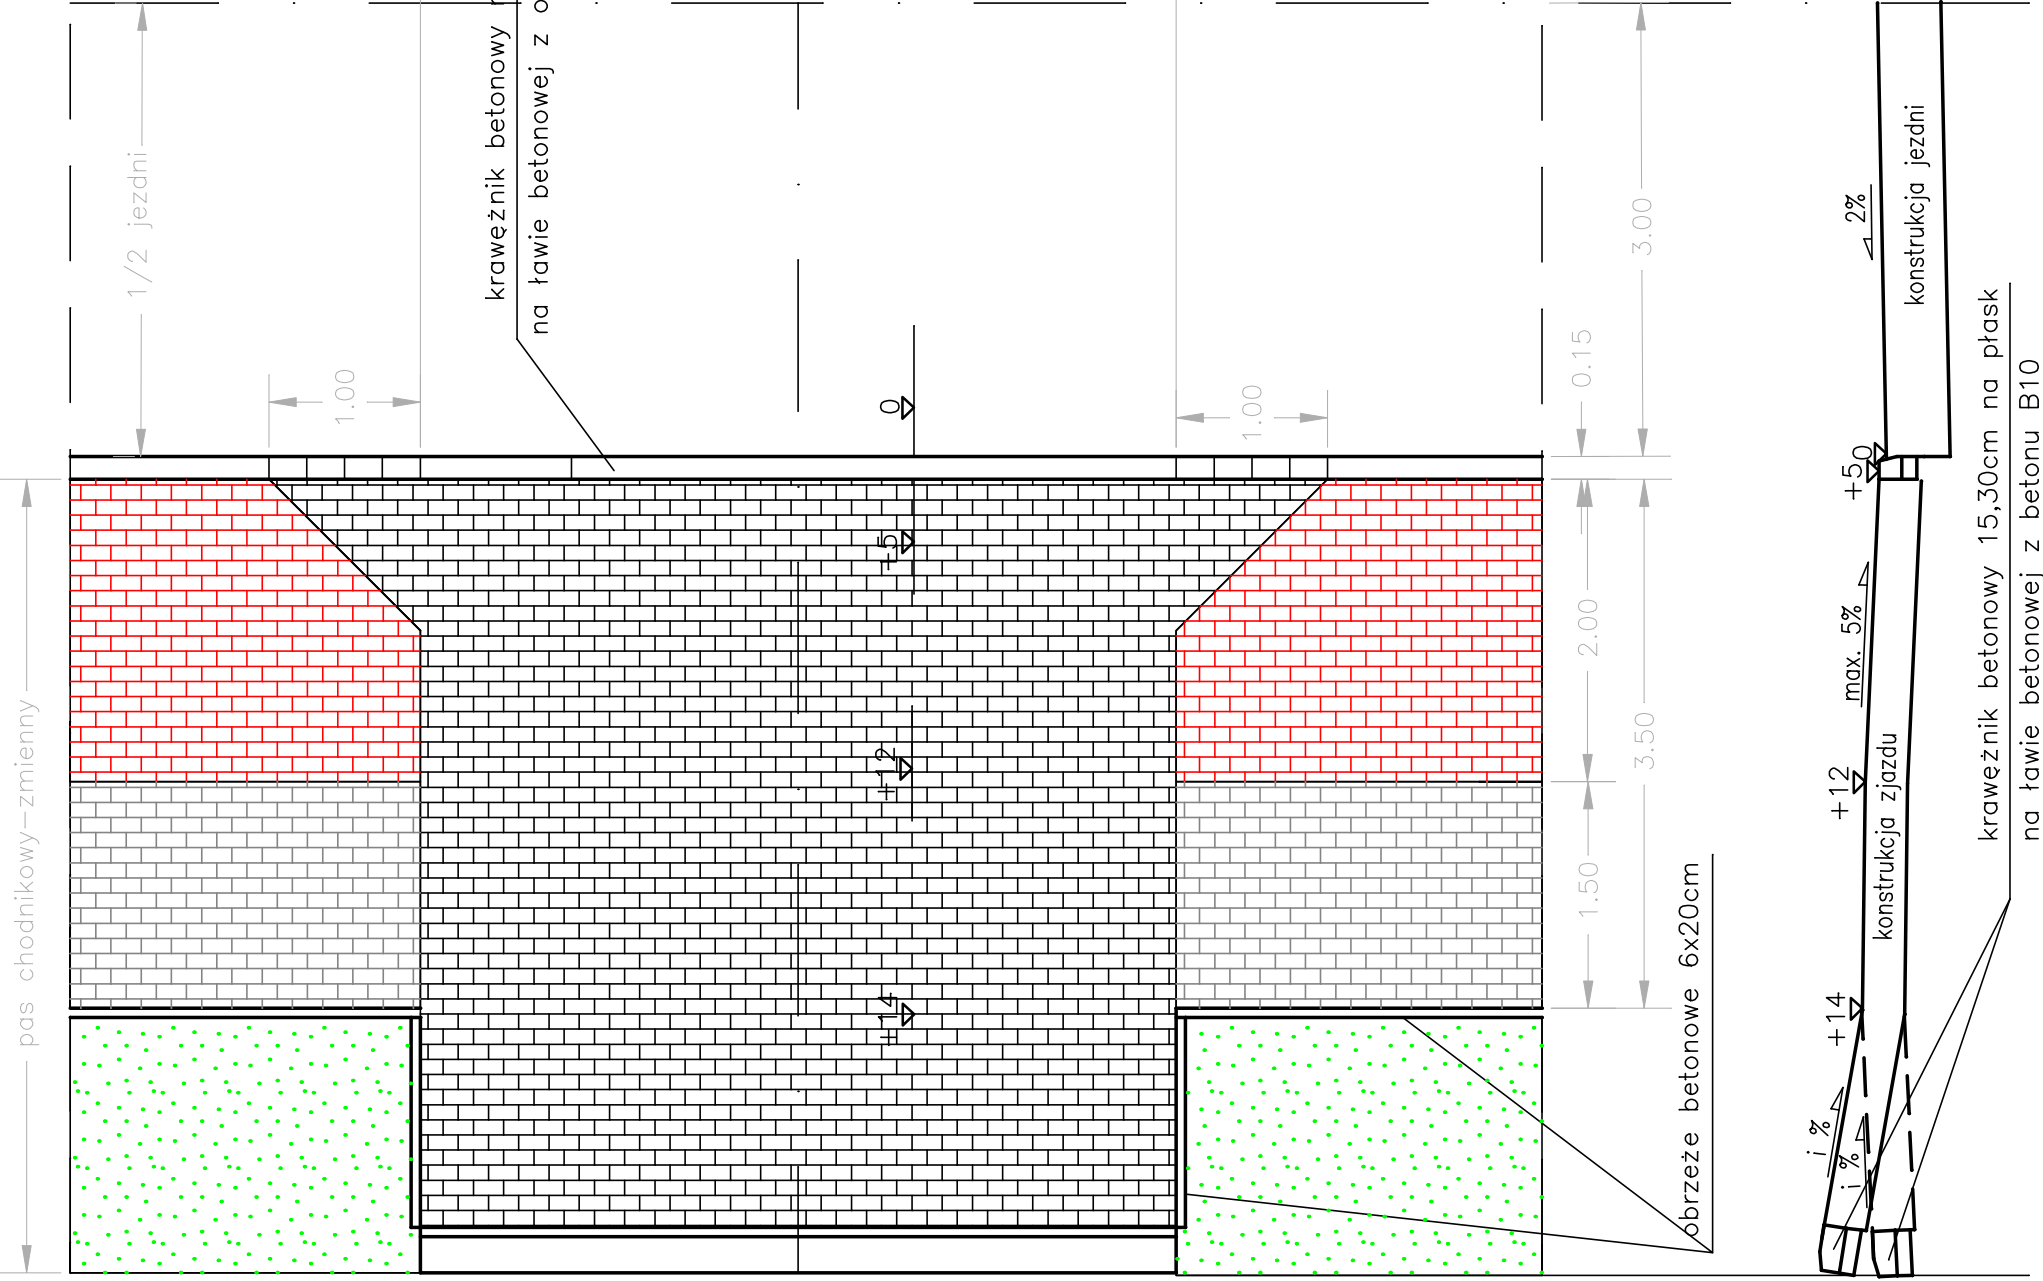 1/2 jezdni
pas chodnikowy-zmienny
1.00
krawężnik betonowy
na ławie betonowej z
0
+5
+12
+14
1.00
0.15
3.00
2.00
3.50
1.50
obrzeże betonowe 6x20cm
2%
konstrukcja jezdni
0
+5
max. 5%
+12
konstrukcja zjazdu
+14
i %
i %
krawężnik betonowy 15,30cm na płask
na ławie betonowej z betonu B10